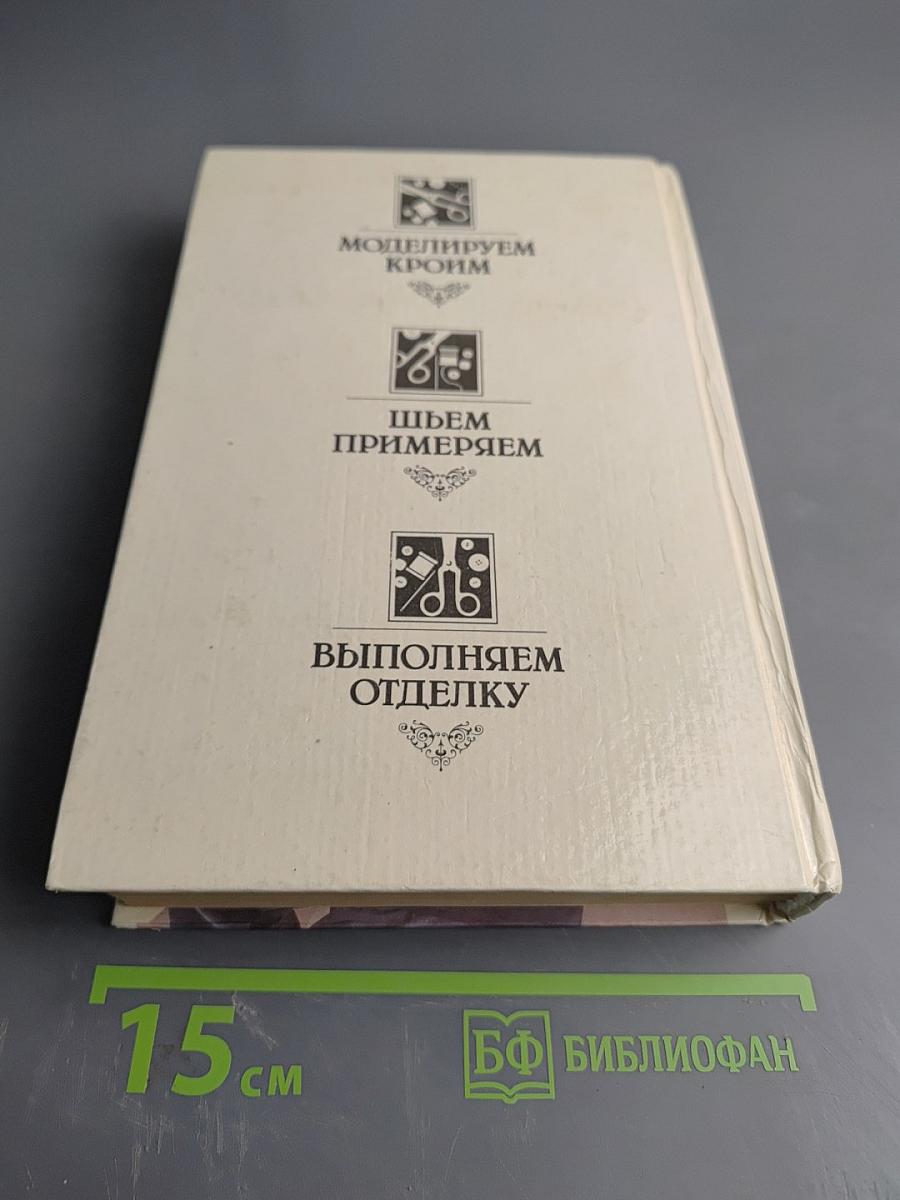 МОДЕЛИРУЕМ
КРОИМ
ШЬЕМ
ПРИМЕРЯЕМ
ВЫПОЛНЯЕМ
ОТДЕЛКУ
15 см
БФ БИБЛИОФАН